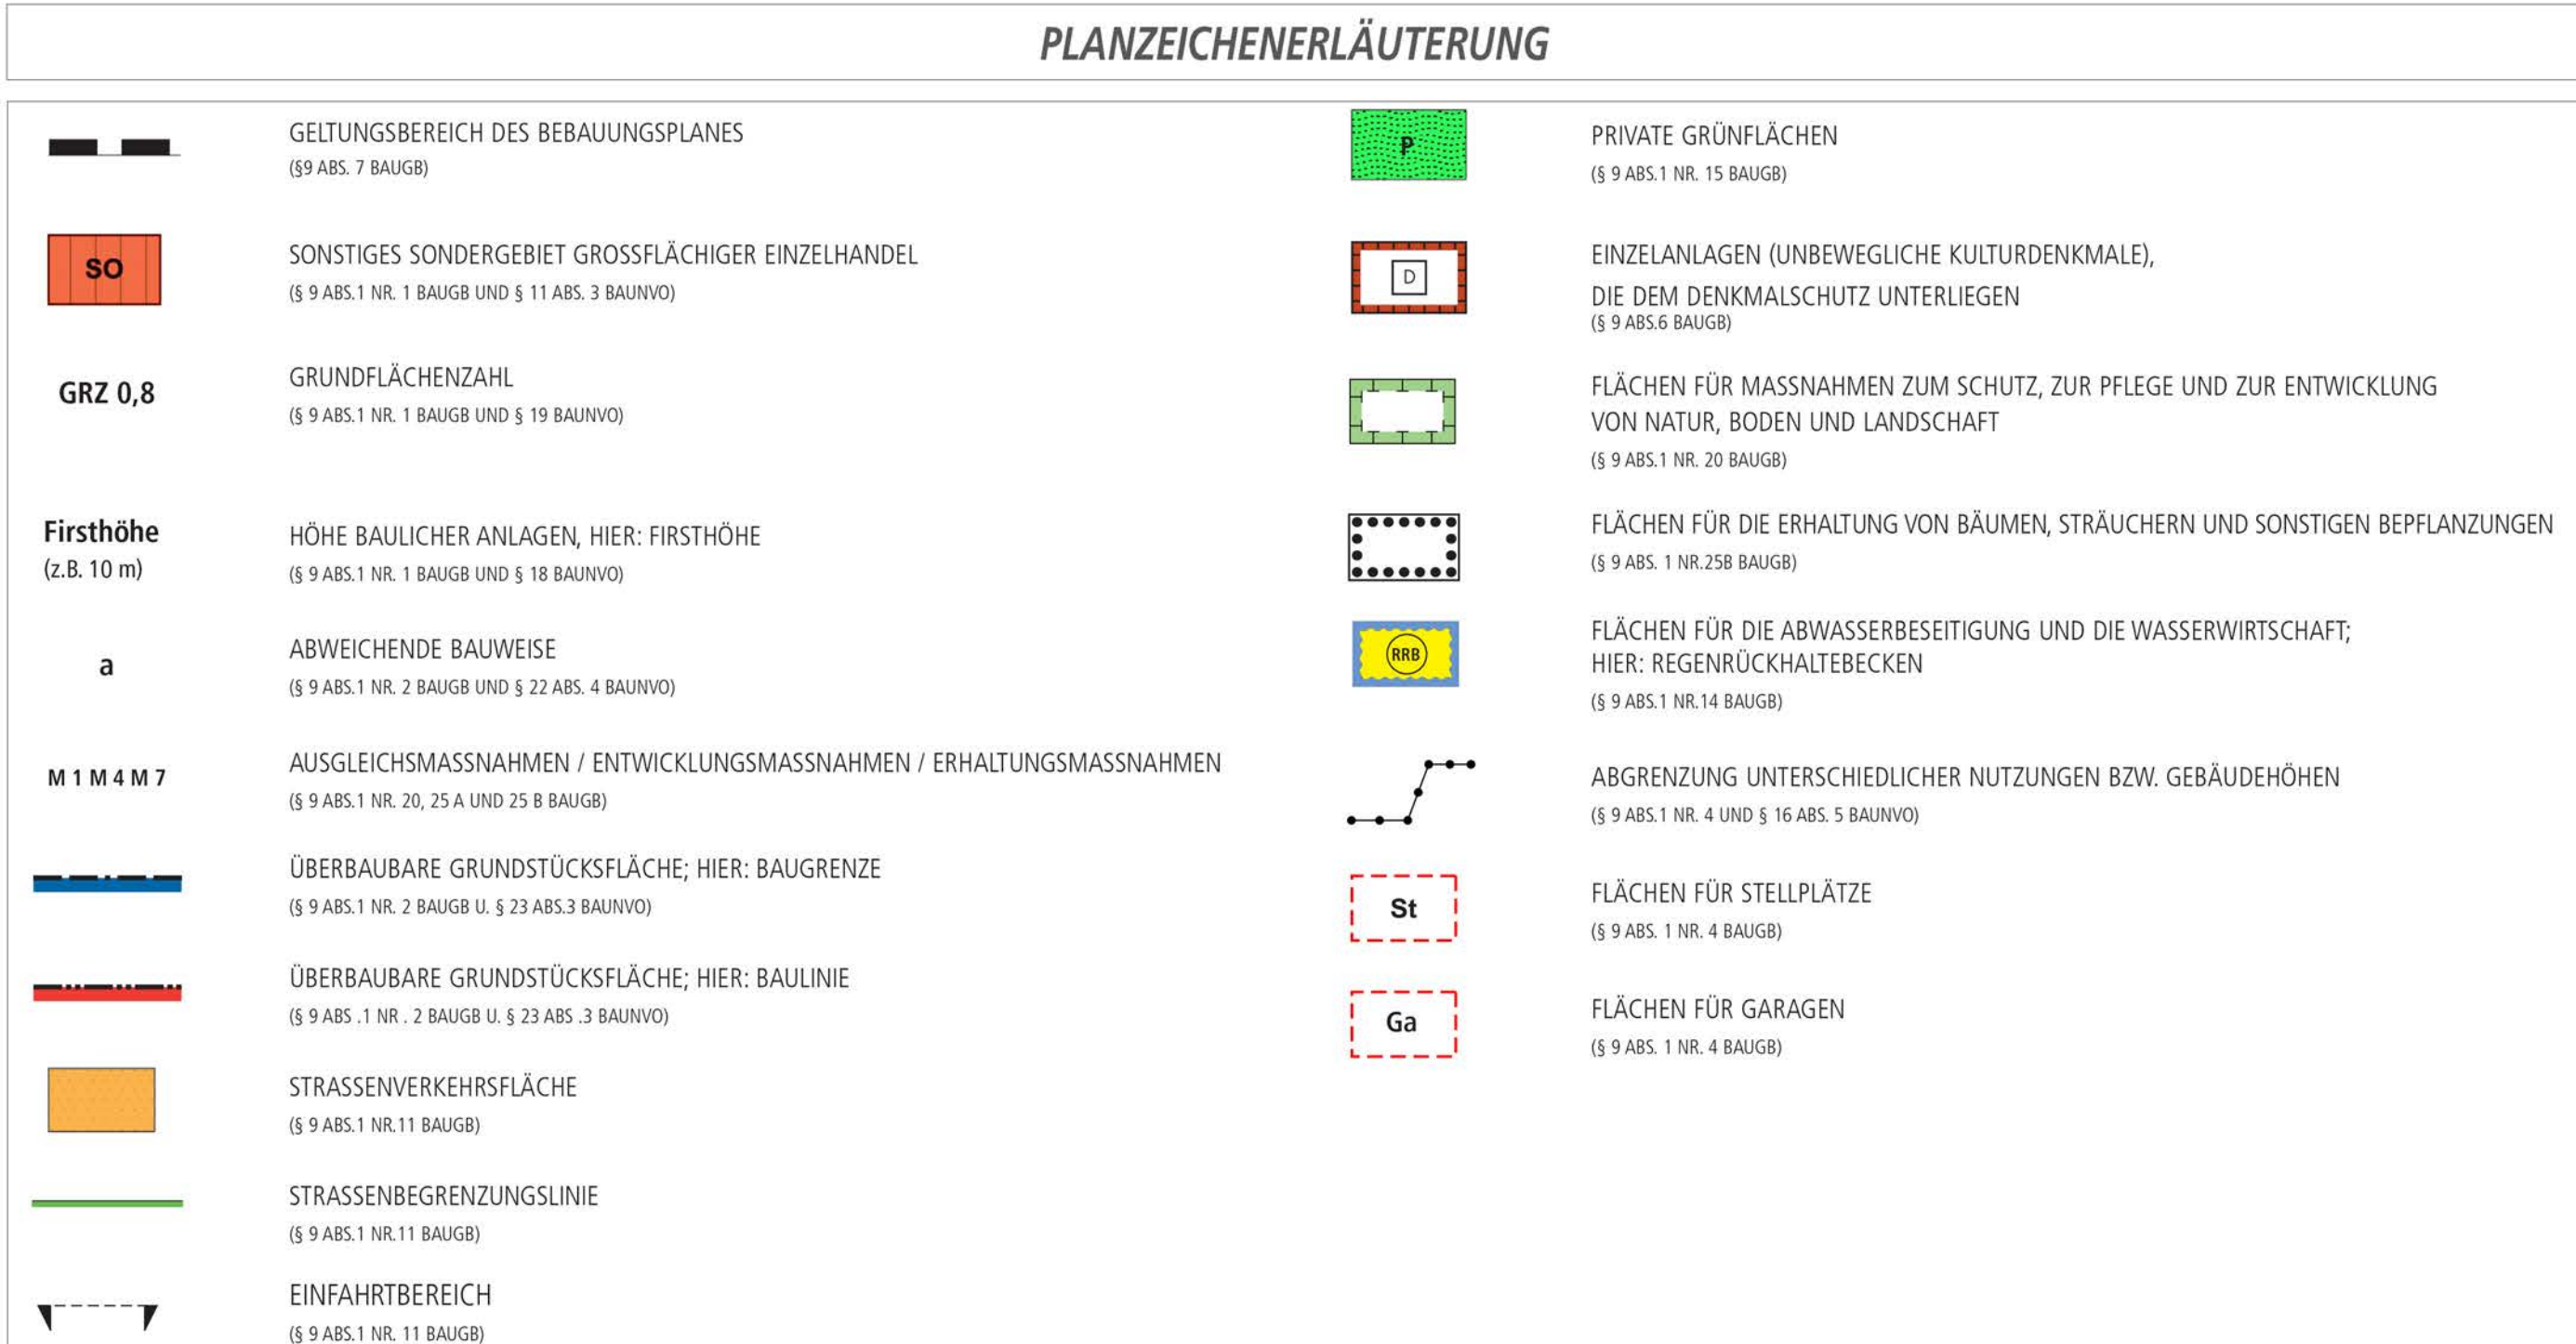 PLANZEICHENERLÄUTERUNG
GELTUNGSBEREICH DES BEBAUUNGSPLANES
(§9 ABS. 7 BAUGB)
SO
SONSTIGES SONDERGEBIET GROSSFLÄCHIGER EINZELHANDEL
(§ 9 ABS.1 NR. 1 BAUGB UND § 11 ABS. 3 BAUNVO)
GRZ 0,8
GRUNDFLÄCHENZAHL
(§ 9 ABS.1 NR. 1 BAUGB UND § 19 BAUNVO)
Firsthöhe
(z.B. 10 m)
HÖHE BAULICHER ANLAGEN, HIER: FIRSTHÖHE
(§ 9 ABS.1 NR. 1 BAUGB UND § 18 BAUNVO)
a
ABWEICHENDE BAUWEISE
(§ 9 ABS.1 NR. 2 BAUGB UND § 22 ABS. 4 BAUNVO)
M 1 M 4 M 7
AUSGLEICHSMASSNAHMEN / ENTWICKLUNGSMASSNAHMEN / ERHALTUNGSMASSNAHMEN
(§ 9 ABS.1 NR. 20, 25 A UND 25 B BAUGB)
ÜBERBAUBARE GRUNDSTÜCKSFLÄCHE; HIER: BAUGRENZE
(§ 9 ABS.1 NR. 2 BAUGB U. § 23 ABS.3 BAUNVO)
ÜBERBAUBARE GRUNDSTÜCKSFLÄCHE; HIER: BAULINIE
(§ 9 ABS .1 NR . 2 BAUGB U. § 23 ABS .3 BAUNVO)
STRASSENVERKEHRSFLÄCHE
(§ 9 ABS.1 NR.11 BAUGB)
STRASSENBEGRENZUNGSLINIE
(§ 9 ABS.1 NR.11 BAUGB)
EINFAHRTBEREICH
(§ 9 ABS.1 NR. 11 BAUGB)
P
PRIVATE GRÜNFLÄCHEN
(§ 9 ABS.1 NR. 15 BAUGB)
D
EINZELANLAGEN (UNBEWEGLICHE KULTURDENKMALE),
DIE DEM DENKMALSCHUTZ UNTERLIEGEN
(§ 9 ABS.6 BAUGB)
FLÄCHEN FÜR MASSNAHMEN ZUM SCHUTZ, ZUR PFLEGE UND ZUR ENTWICKLUNG
VON NATUR, BODEN UND LANDSCHAFT
(§ 9 ABS.1 NR. 20 BAUGB)
FLÄCHEN FÜR DIE ERHALTUNG VON BÄUMEN, STRÄUCHERN UND SONSTIGEN BEPFLANZUNGEN
(§ 9 ABS. 1 NR.25B BAUGB)
RRB
FLÄCHEN FÜR DIE ABWASSERBESEITIGUNG UND DIE WASSERWIRTSCHAFT;
HIER: REGENRÜCKHALTEBECKEN
(§ 9 ABS.1 NR.14 BAUGB)
ABGRENZUNG UNTERSCHIEDLICHER NUTZUNGEN BZW. GEBÄUDEHÖHEN
(§ 9 ABS.1 NR. 4 UND § 16 ABS. 5 BAUNVO)
St
FLÄCHEN FÜR STELLPLÄTZE
(§ 9 ABS. 1 NR. 4 BAUGB)
Ga
FLÄCHEN FÜR GARAGEN
(§ 9 ABS. 1 NR. 4 BAUGB)